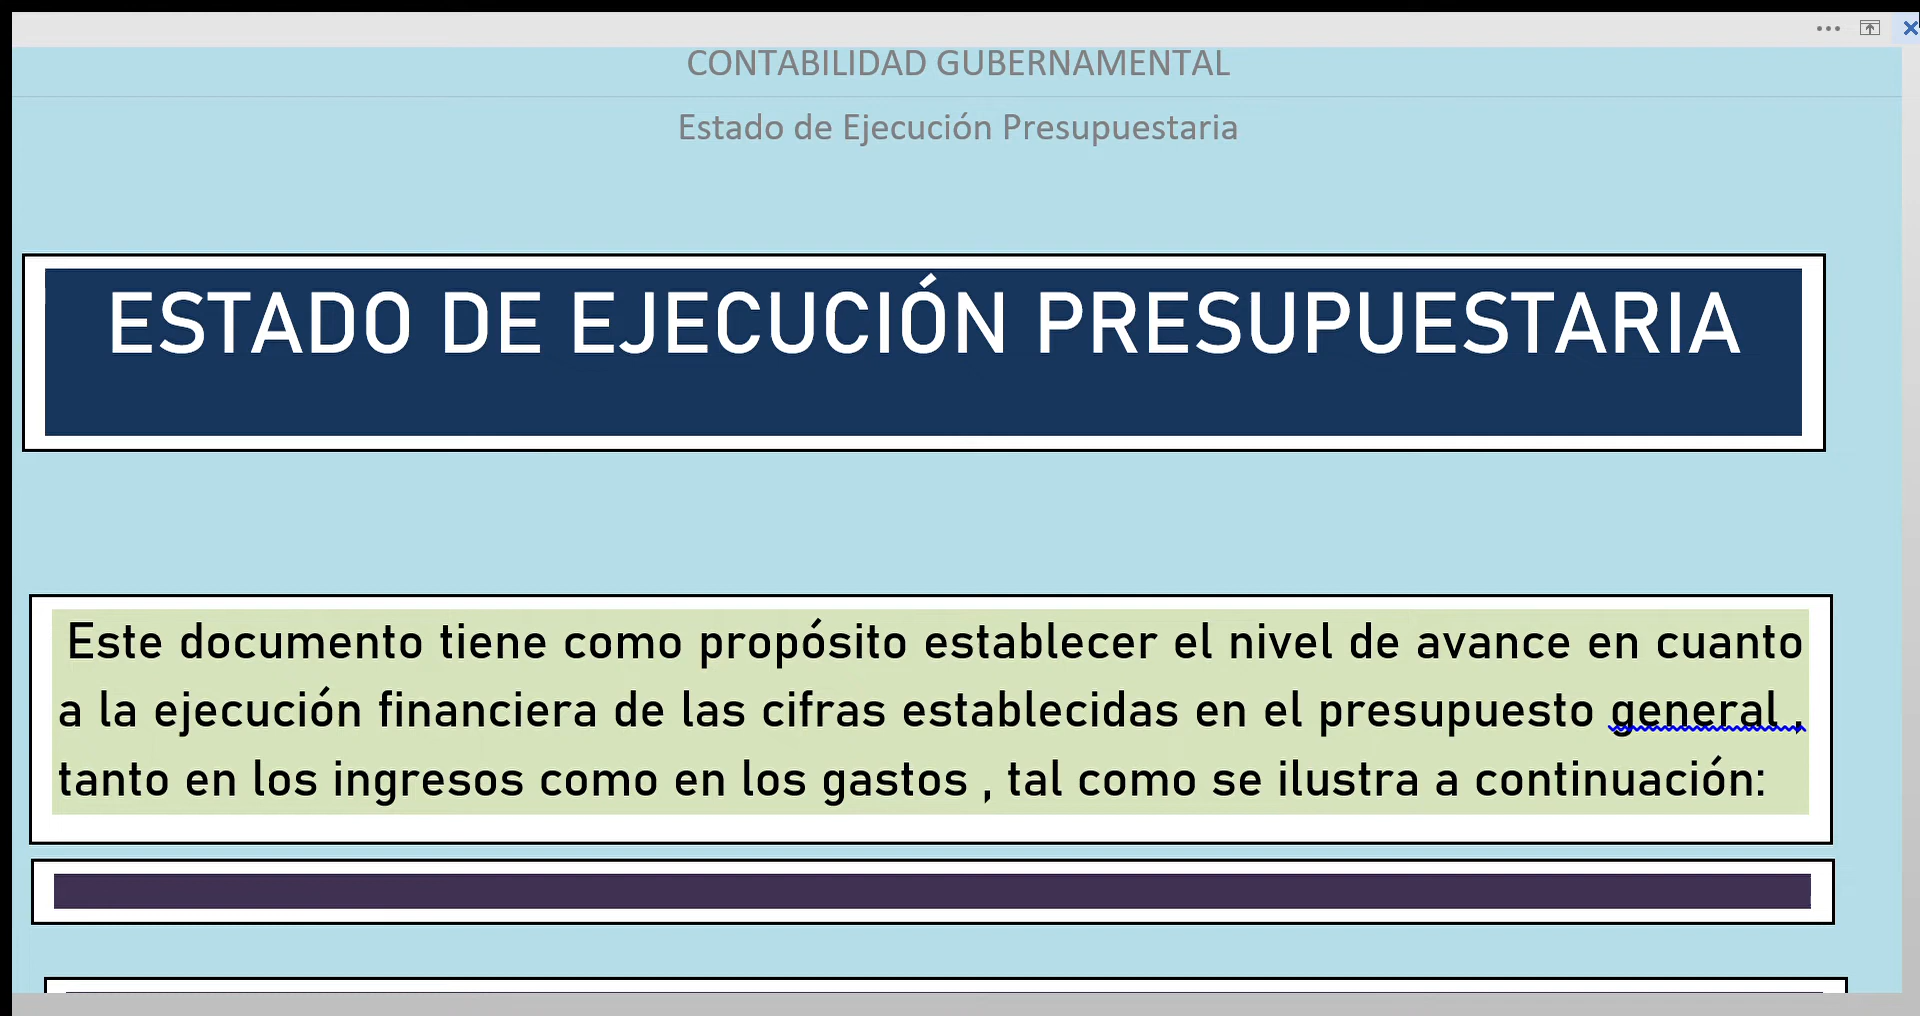 CONTABILIDAD GUBERNAMENTAL
Estado de Ejecución Presupuestaria
ESTADO DE EJECUCIÓN PRESUPUESTARIA
Este documento tiene como propósito establecer el nivel de avance en cuanto
a la ejecución financiera de las cifras establecidas en el presupuesto general ,
tanto en los ingresos como en los gastos , tal como se ilustra a continuación: